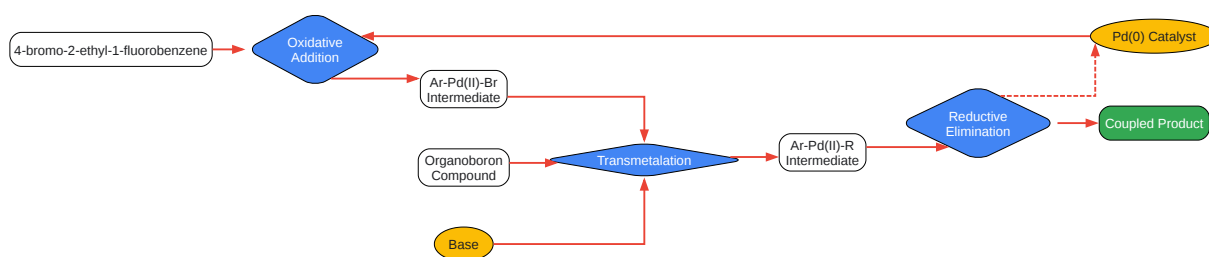 4-bromo-2-ethyl-1-fluorobenzene
Oxidative
Addition
Pd(0) Catalyst
Ar-Pd(II)-Br
Intermediate
Reductive
Elimination
Coupled Product
Organoboron
Compound
Transmetalation
Ar-Pd(II)-R
Intermediate
Base